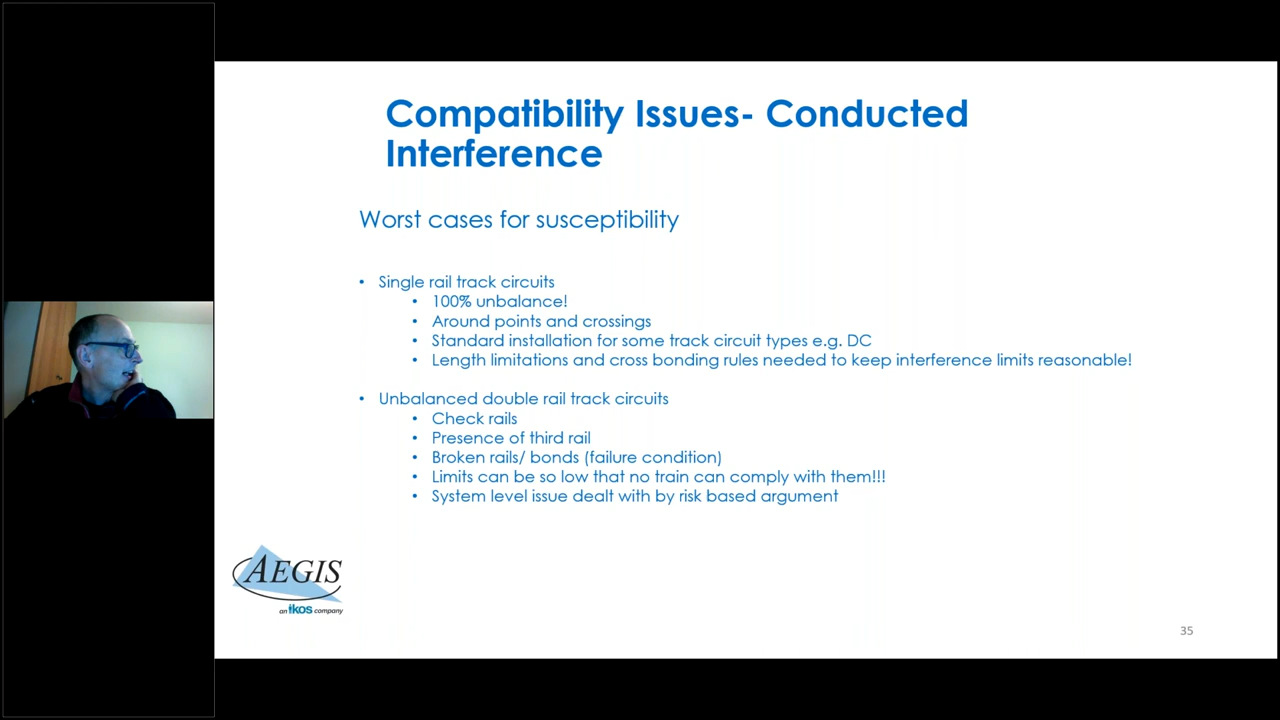 Compatibility Issues- Conducted
Interference
Worst cases for susceptibility
• Single rail track circuits
• 100% unbalance!
• Around points and crossings
• Standard installation for some track circuit types e.g. DC
• Length limitations and cross bonding rules needed to keep interference limits reasonable!
• Unbalanced double rail track circuits
• Check rails
• Presence of third rail
• Broken rails/ bonds (failure condition)
• Limits can be so low that no train can comply with them!!!
• System level issue dealt with by risk based argument
AEGIS
an ikos company
35